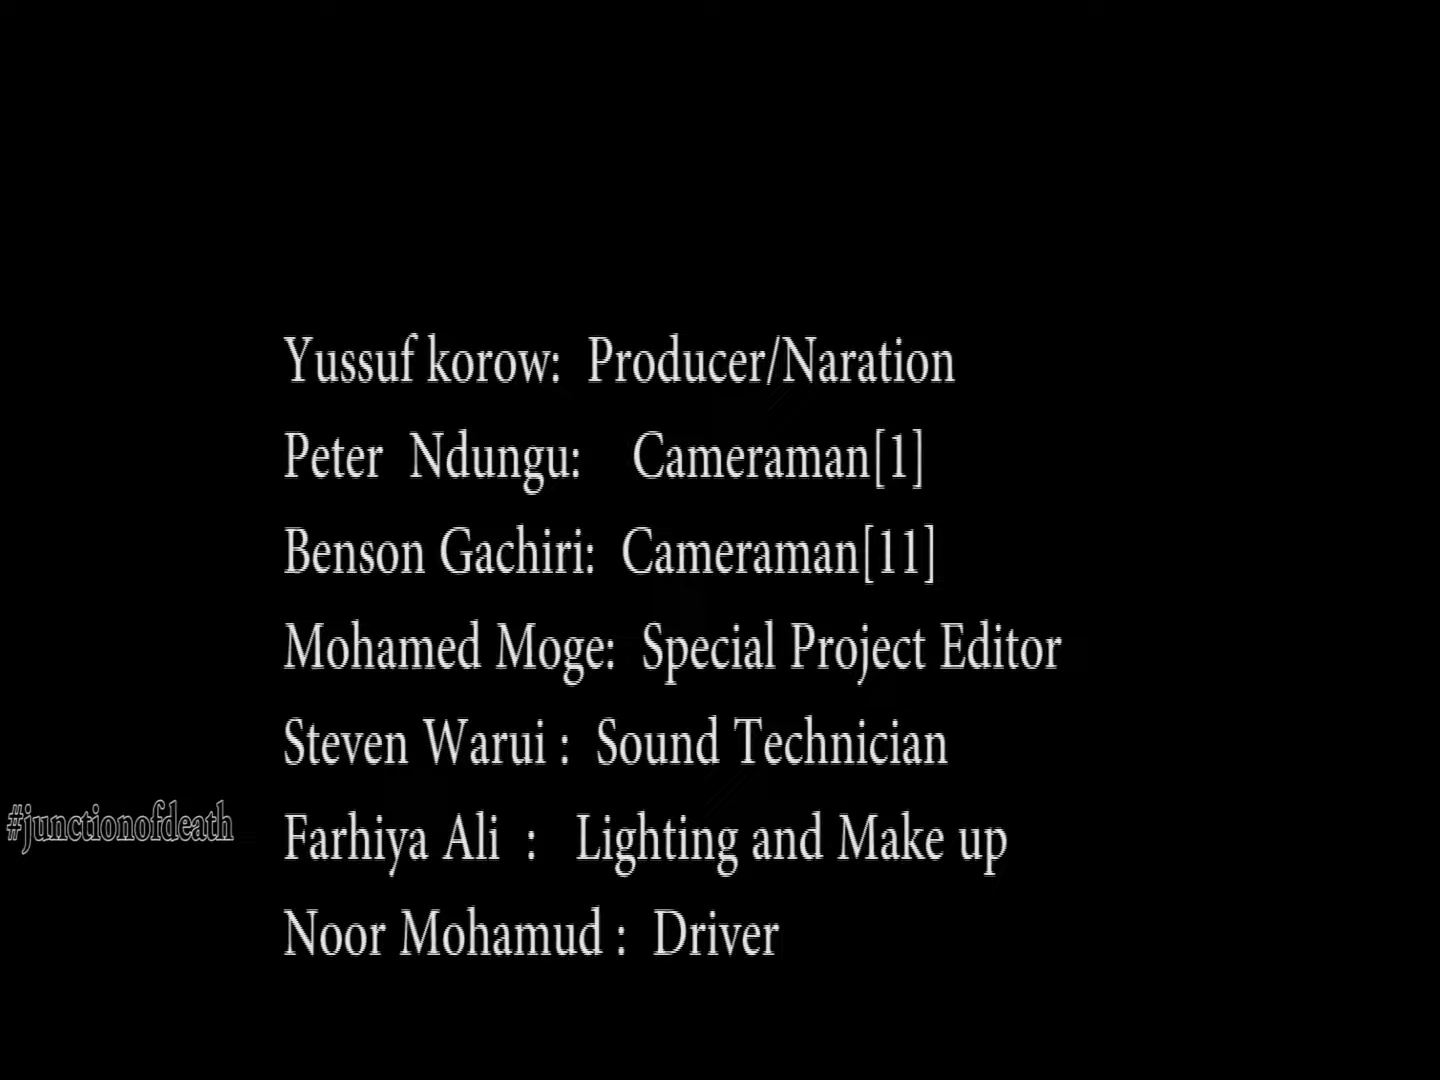 Yussuf korow: Producer/Naration
Peter Ndungu: Cameraman[1]
Benson Gachiri: Cameraman[11]
Mohamed Moge: Special Project Editor
Steven Warui : Sound Technician
#junctionofdeath
Farhiya Ali : Lighting and Make up
Noor Mohamud : Driver